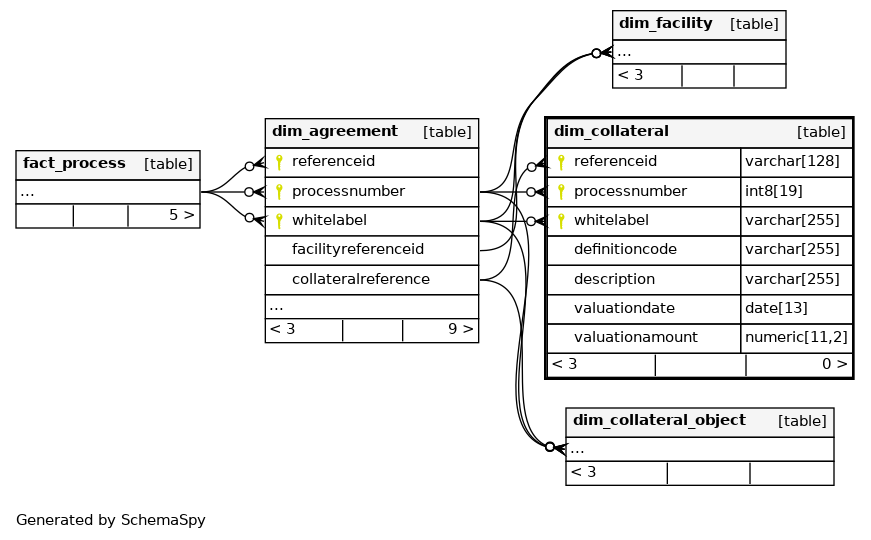 dim_facility [table]
...
< 3
dim_agreement [table]
referenceid
processnumber
whitelabel
facilityreferenceid
collateralreference
...
< 3 9 >
fact_process [table]
...
5 >
dim_collateral [table]
referenceid varchar[128]
processnumber int8[19]
whitelabel varchar[255]
definitioncode varchar[255]
description varchar[255]
valuationdate date[13]
valuationamount numeric[11,2]
< 3 0 >
dim_collateral_object [table]
...
< 3
Generated by SchemaSpy